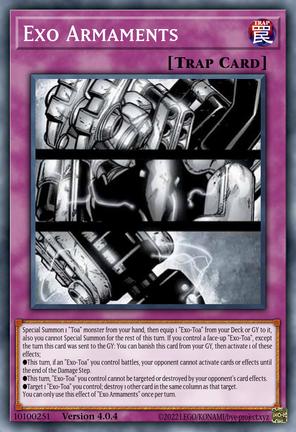 Exo Armaments
TRAP
罠
[Trap Card]
Special Summon 1 "Toa" monster from your hand, then equip 1 "Exo-Toa" from your Deck or GY to it,
also you cannot Special Summon for the rest of this turn. If you control a face-up "Exo-Toa", except
the turn this card was sent to the GY: You can banish this card from your GY, then activate 1 of these
effects;
●This turn, if an "Exo-Toa" you control battles, your opponent cannot activate cards or effects until
the end of the Damage Step.
●This turn, "Exo-Toa" you control cannot be targeted or destroyed by your opponent's card effects.
●Target 1 "Exo-Toa" you control; destroy 1 other card in the same column as that target.
You can only use this effect of "Exo Armaments" once per turn.
10100251
Version 4.0.4
©2022 LEGO/KONAMI/bye-project.xyz